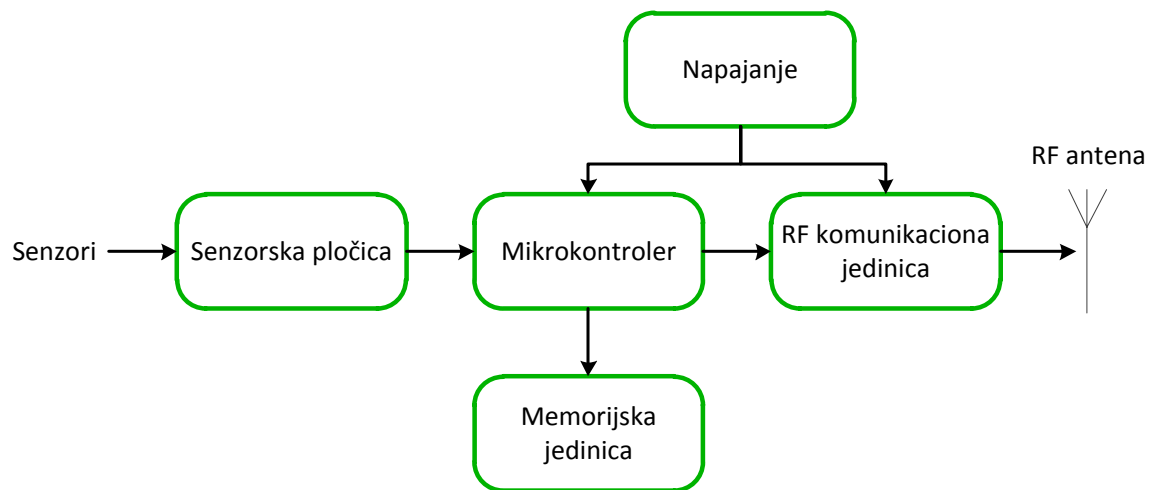 Napajanje
RF antena
Senzori
Senzorska pločica
Mikrokontroler
RF komunikaciona
jedinica
Memorijska
jedinica